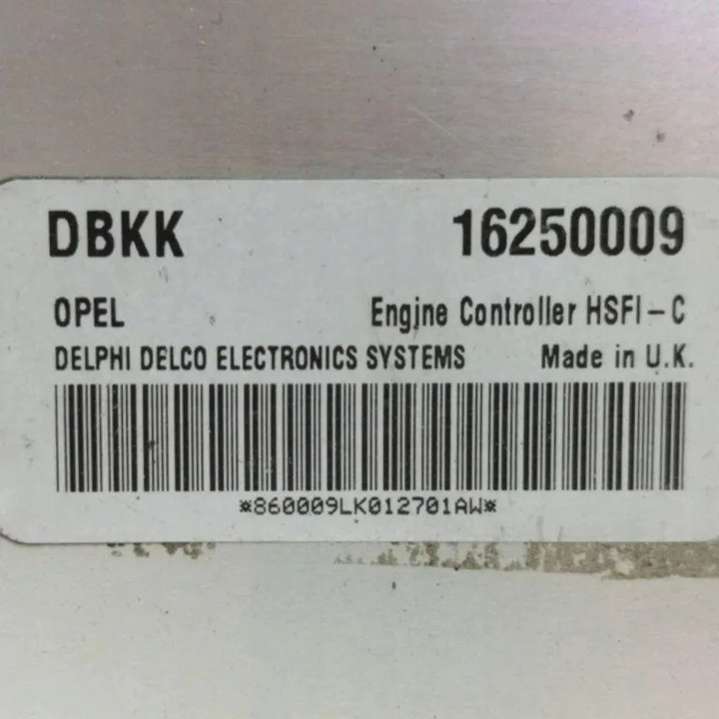 DBKK 16250009
OPEL Engine Controller HSFI-C
DELPHI DELCO ELECTRONICS SYSTEMS Made in U.K.
*860009LK012701AW*